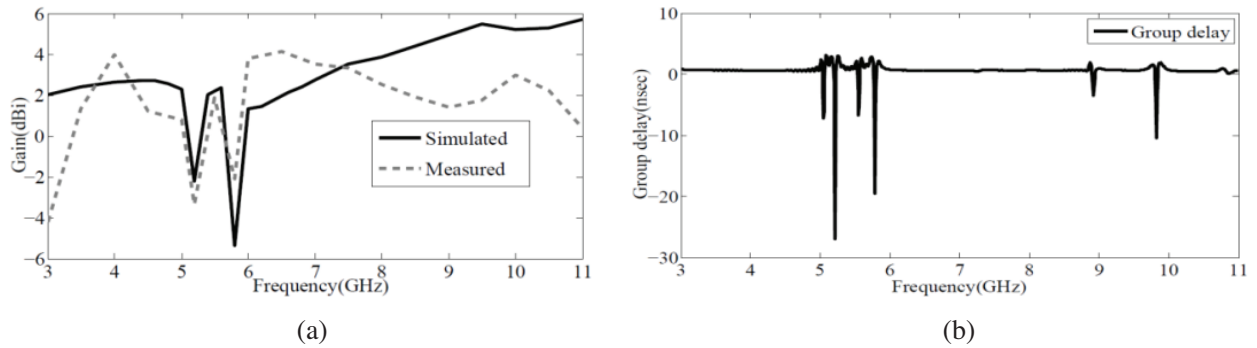 6
4
2
0
−2
−4
−6
Gain(dBi)
Simulated
Measured
3 4 5 6 7 8 9 10 11
Frequency(GHz)
(a)
10
0
−10
−20
−30
Group delay(nsec)
Group delay
3 4 5 6 7 8 9 10 11
Frequency(GHz)
(b)